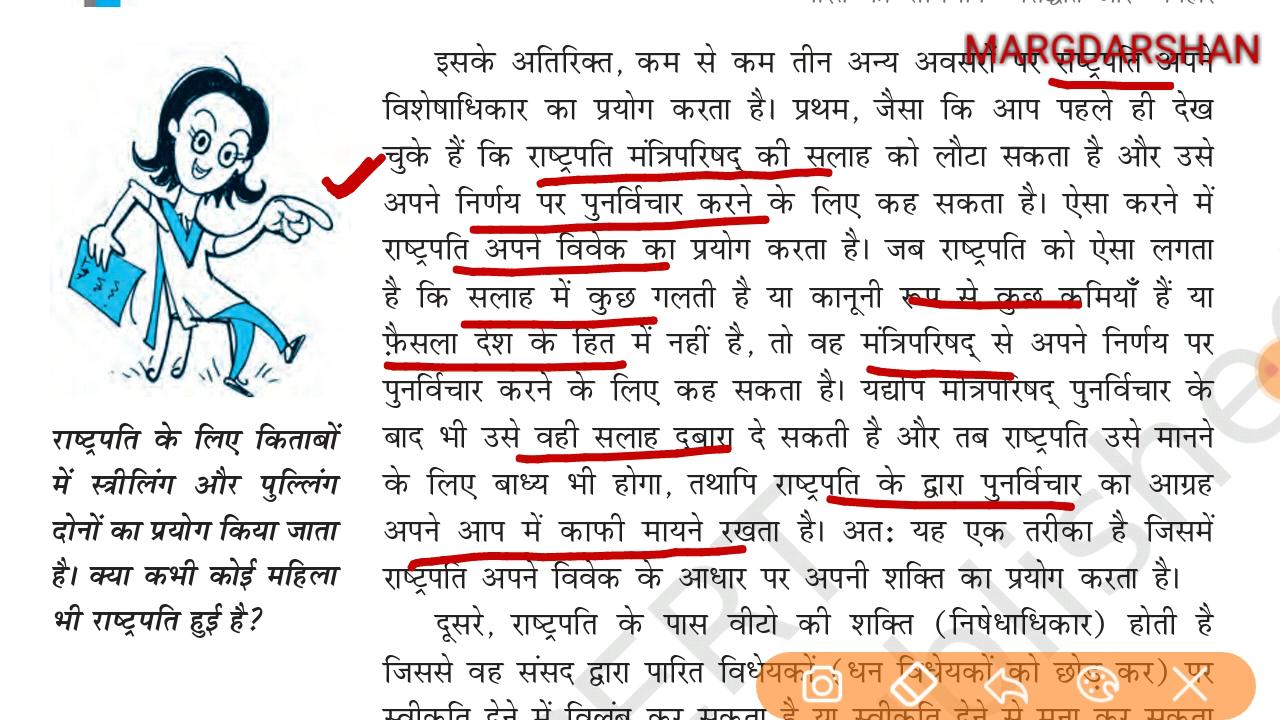 MARGDARSHAN
इसके अतिरिक्त, कम से कम तीन अन्य अवसरों पर राष्ट्रपति अपने
विशेषाधिकार का प्रयोग करता है। प्रथम, जैसा कि आप पहले ही देख
चुके हैं कि राष्ट्रपति मंत्रिपरिषद् की सलाह को लौटा सकता है और उसे
अपने निर्णय पर पुनर्विचार करने के लिए कह सकता है। ऐसा करने में
राष्ट्रपति अपने विवेक का प्रयोग करता है। जब राष्ट्रपति को ऐसा लगता
है कि सलाह में कुछ गलती है या कानूनी रूप से कुछ कमियाँ हैं या
फ़ैसला देश के हित में नहीं है, तो वह मंत्रिपरिषद् से अपने निर्णय पर
पुनर्विचार करने के लिए कह सकता है। यद्यपि मंत्रिपरिषद् पुनर्विचार के
बाद भी उसे वही सलाह दुबारा दे सकती है और तब राष्ट्रपति उसे मानने
के लिए बाध्य भी होगा, तथापि राष्ट्रपति के द्वारा पुनर्विचार का आग्रह
अपने आप में काफी मायने रखता है। अतः यह एक तरीका है जिसमें
राष्ट्रपति अपने विवेक के आधार पर अपनी शक्ति का प्रयोग करता है।
दूसरे, राष्ट्रपति के पास वीटो की शक्ति (निषेधाधिकार) होती है
जिससे वह संसद द्वारा पारित विधेयकों (धन विधेयकों को छोड़ कर) पर
स्वीकृति देने में विलंब कर सकता है या स्वीकृति देने से मना कर सकता
राष्ट्रपति के लिए किताबों
में स्त्रीलिंग और पुल्लिंग
दोनों का प्रयोग किया जाता
है। क्या कभी कोई महिला
भी राष्ट्रपति हुई है?